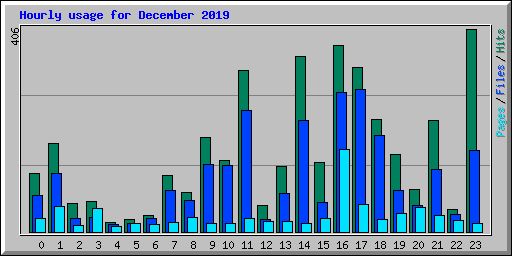 Hourly usage for December 2019
406
Pages / Files / Hits
0 1 2 3 4 5 6 7 8 9 10 11 12 13 14 15 16 17 18 19 20 21 22 23